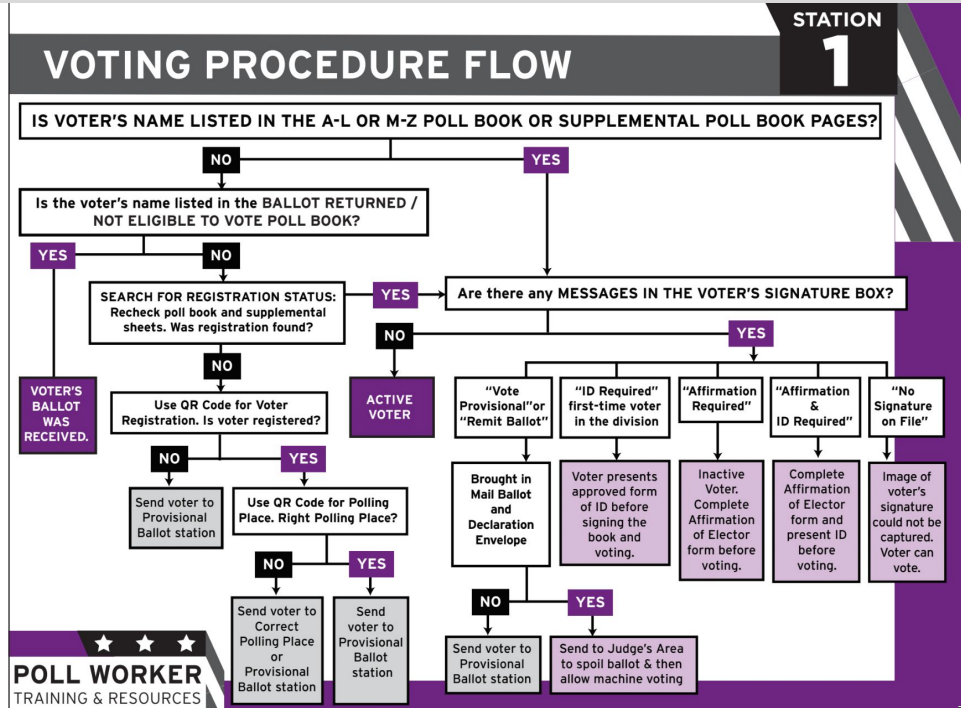 STATION
1
VOTING PROCEDURE FLOW
IS VOTER'S NAME LISTED IN THE A-L OR M-Z POLL BOOK OR SUPPLEMENTAL POLL BOOK PAGES?
NO
YES
Is the voter's name listed in the BALLOT RETURNED /
NOT ELIGIBLE TO VOTE POLL BOOK?
YES
NO
SEARCH FOR REGISTRATION STATUS:
Recheck poll book and supplemental
sheets. Was registration found?
YES
Are there any MESSAGES IN THE VOTER'S SIGNATURE BOX?
NO
YES
NO
VOTER'S
BALLOT
WAS
RECEIVED.
Use QR Code for Voter
Registration. Is voter registered?
ACTIVE
VOTER
"Vote
Provisional"or
"Remit Ballot"
"ID Required"
first-time voter
in the division
"Affirmation
Required"
"Affirmation
&
ID Required"
"No
Signature
on File"
NO
YES
Send voter to
Provisional
Ballot station
Use QR Code for Polling
Place. Right Polling Place?
Brought in
Mail Ballot
and
Declaration
Envelope
Voter presents
approved form
of ID before
signing the
book and
voting.
Inactive
Voter.
Complete
Affirmation
of Elector
form before
voting.
Complete
Affirmation
of Elector
form and
present ID
before
voting.
Image of
voter's
signature
could not be
captured.
Voter can
vote.
NO
YES
Send voter to
Correct
Polling Place
or
Provisional
Ballot station
Send
voter to
Provisional
Ballot
station
NO
YES
Send voter to
Provisional
Ballot station
Send to Judge's Area
to spoil ballot & then
allow machine voting
POLL WORKER
TRAINING & RESOURCES